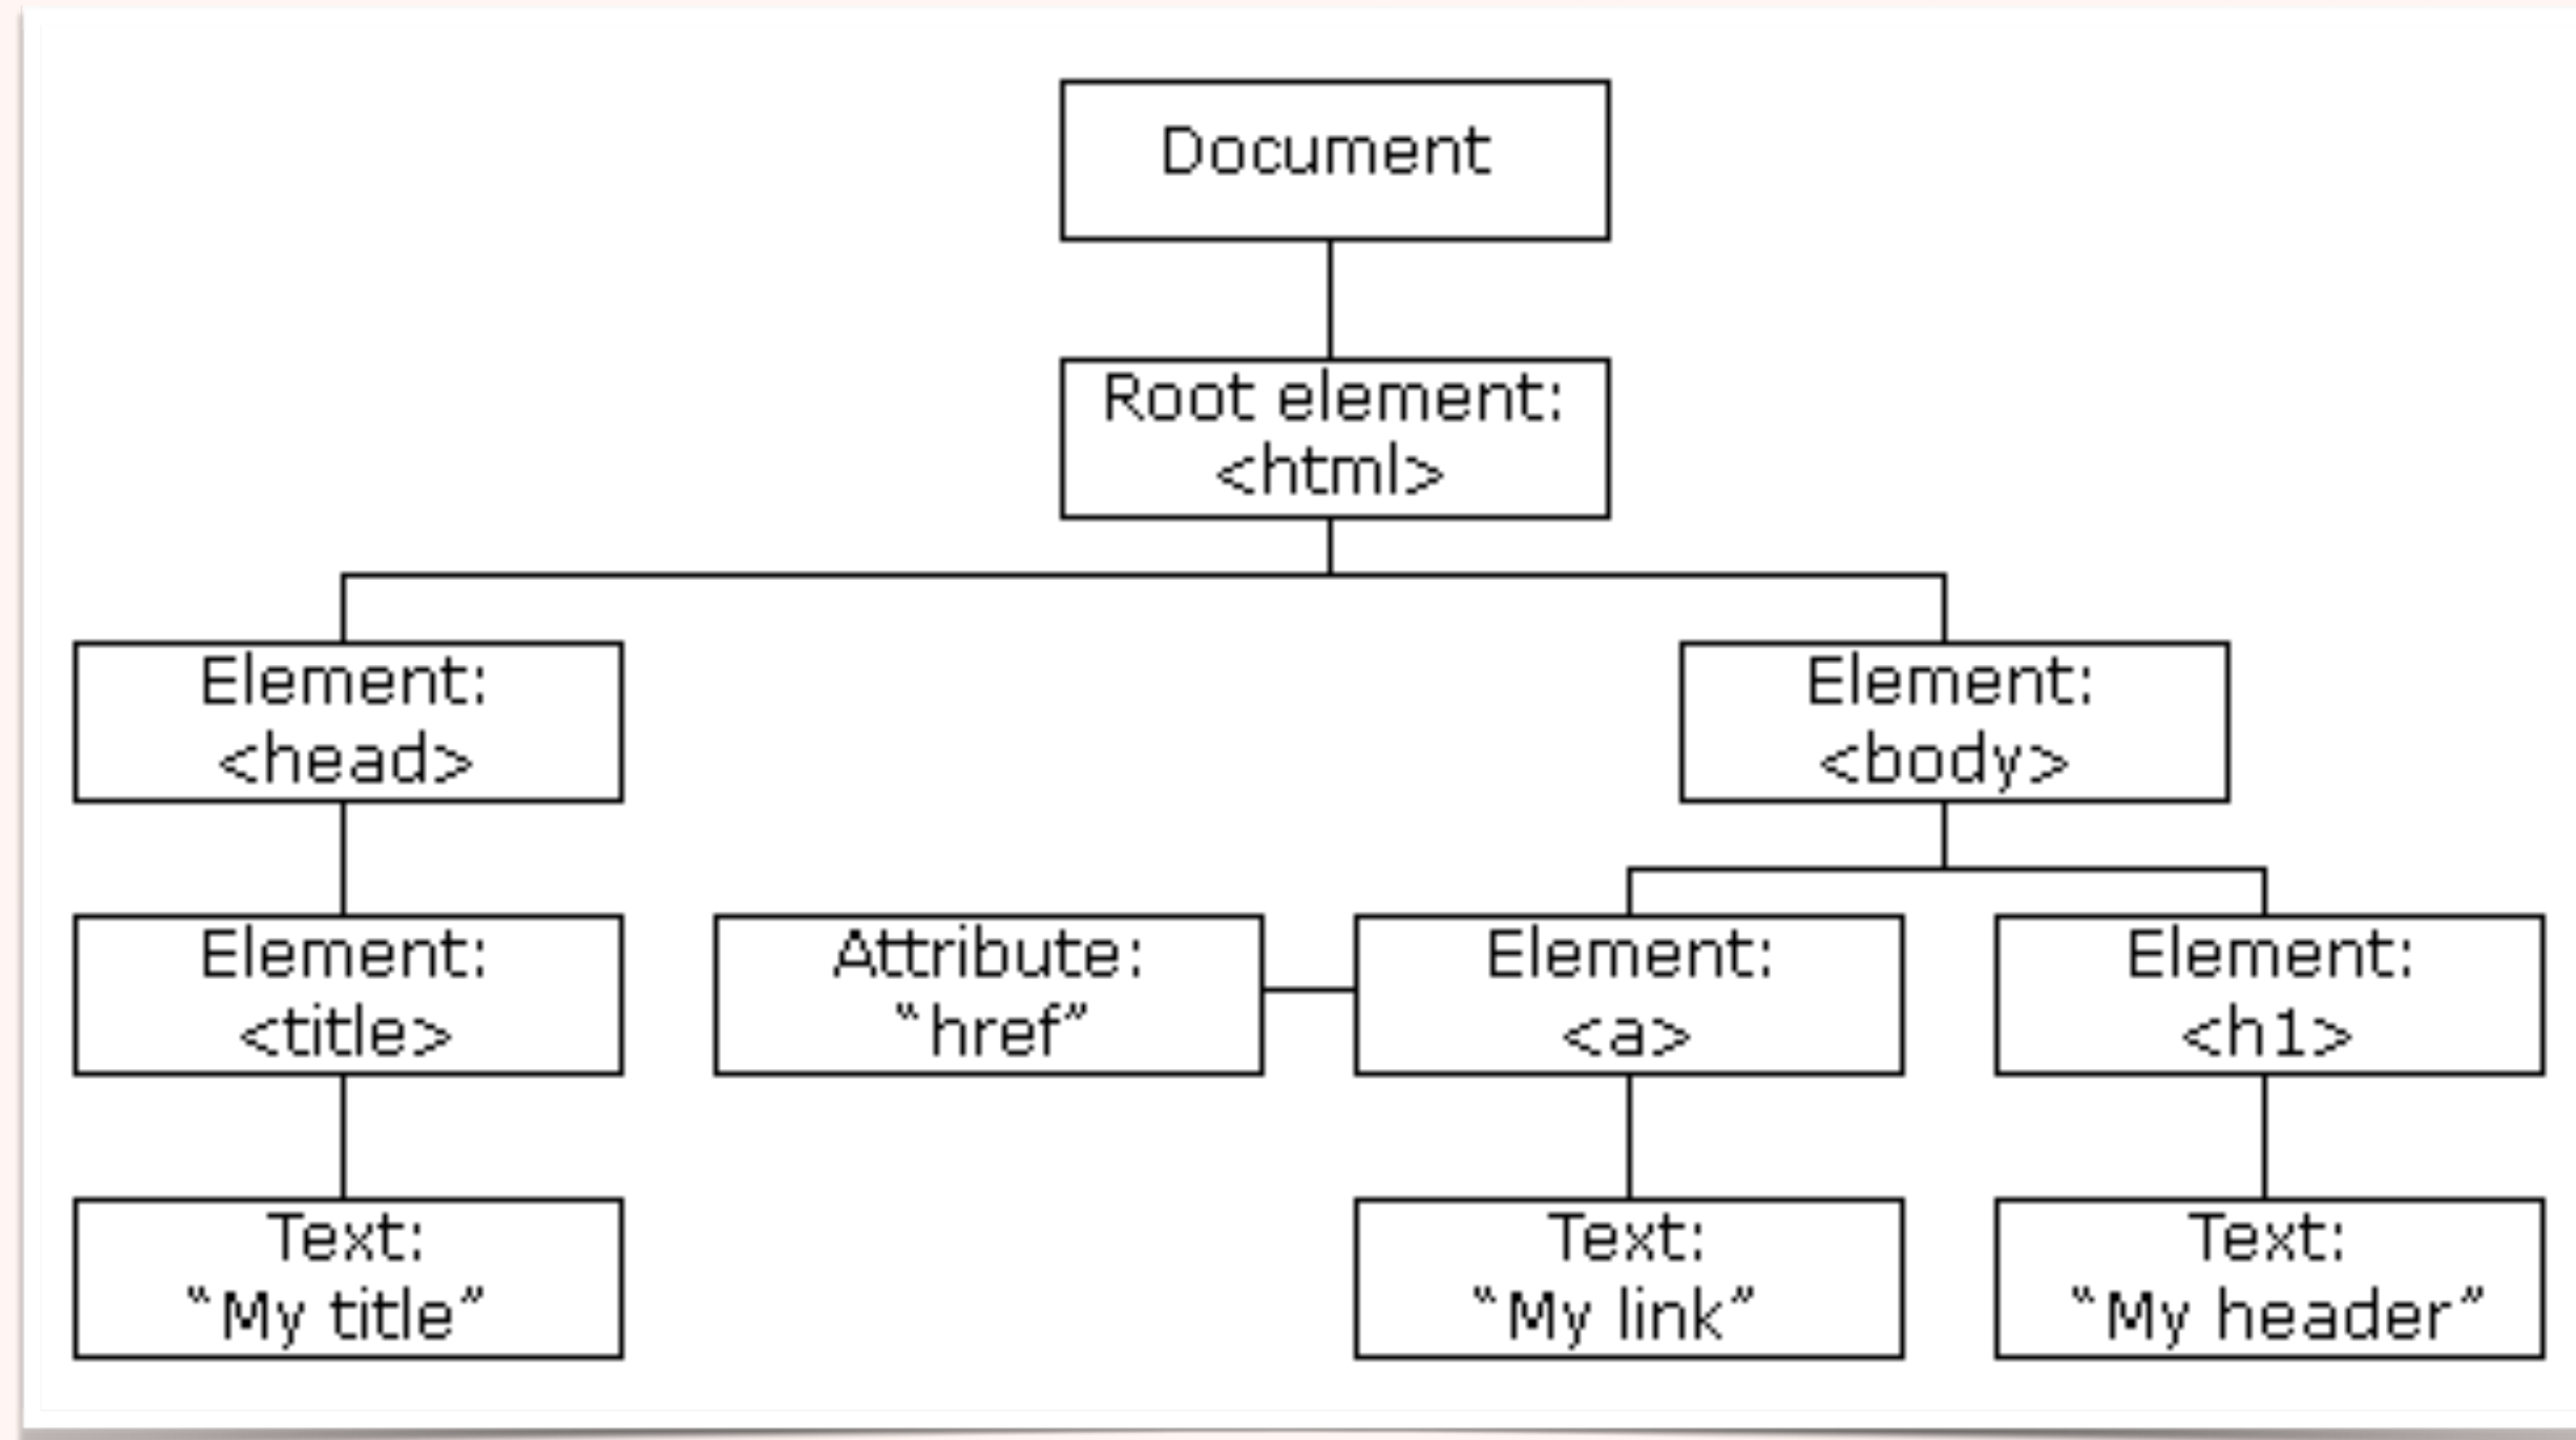 Document
Root element:
<html>
Element:
<head>
Element:
<body>
Element:
<title>
Attribute:
“href”
Element:
<a>
Element:
<h1>
Text:
“My title”
Text:
“My link”
Text:
“My header”